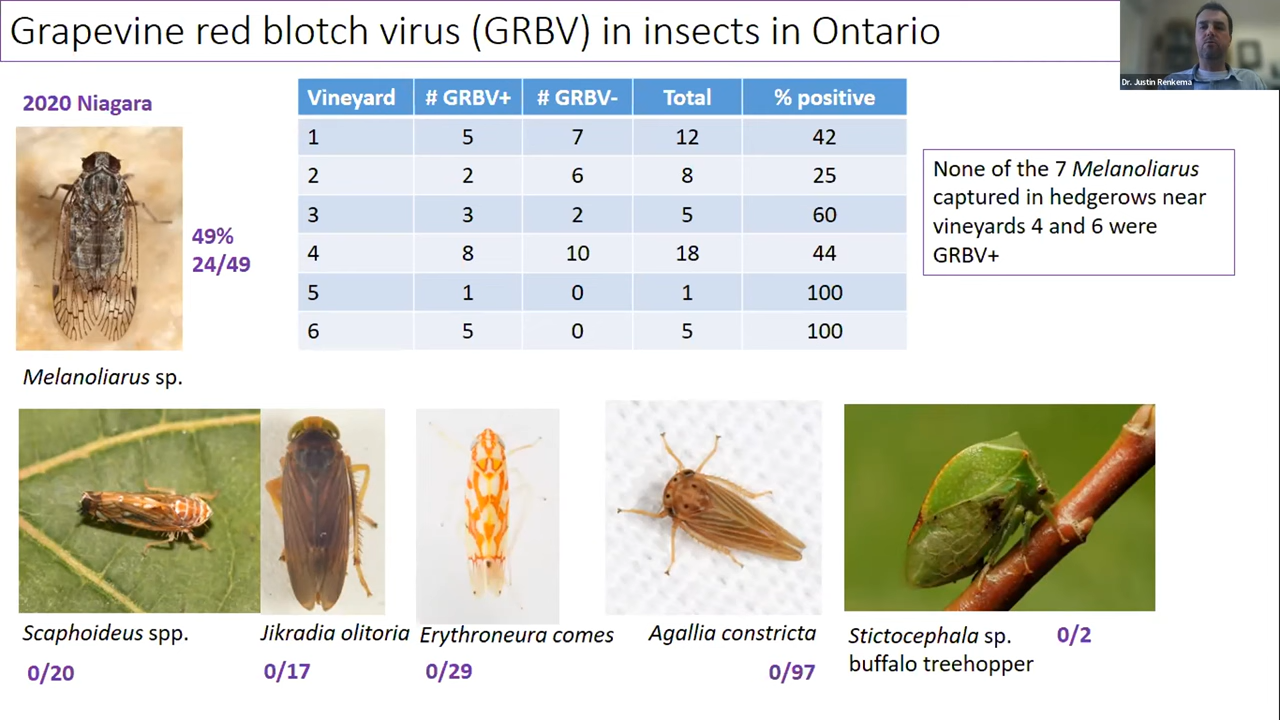 Grapevine red blotch virus (GRBV) in insects in Ontario
Dr. Justin Renkema
2020 Niagara
49%
24/49
Melanoliarus sp.
Vineyard # GRBV+ # GRBV- Total % positive
1 5 7 12 42
2 2 6 8 25
3 3 2 5 60
4 8 10 18 44
5 1 0 1 100
6 5 0 5 100
None of the 7 Melanoliarus
captured in hedgerows near
vineyards 4 and 6 were
GRBV+
Scaphoideus spp.
0/20
Jikradia olitoria
0/17
Erythroneura comes
0/29
Agallia constricta
0/97
Stictocephala sp.
buffalo treehopper
0/2